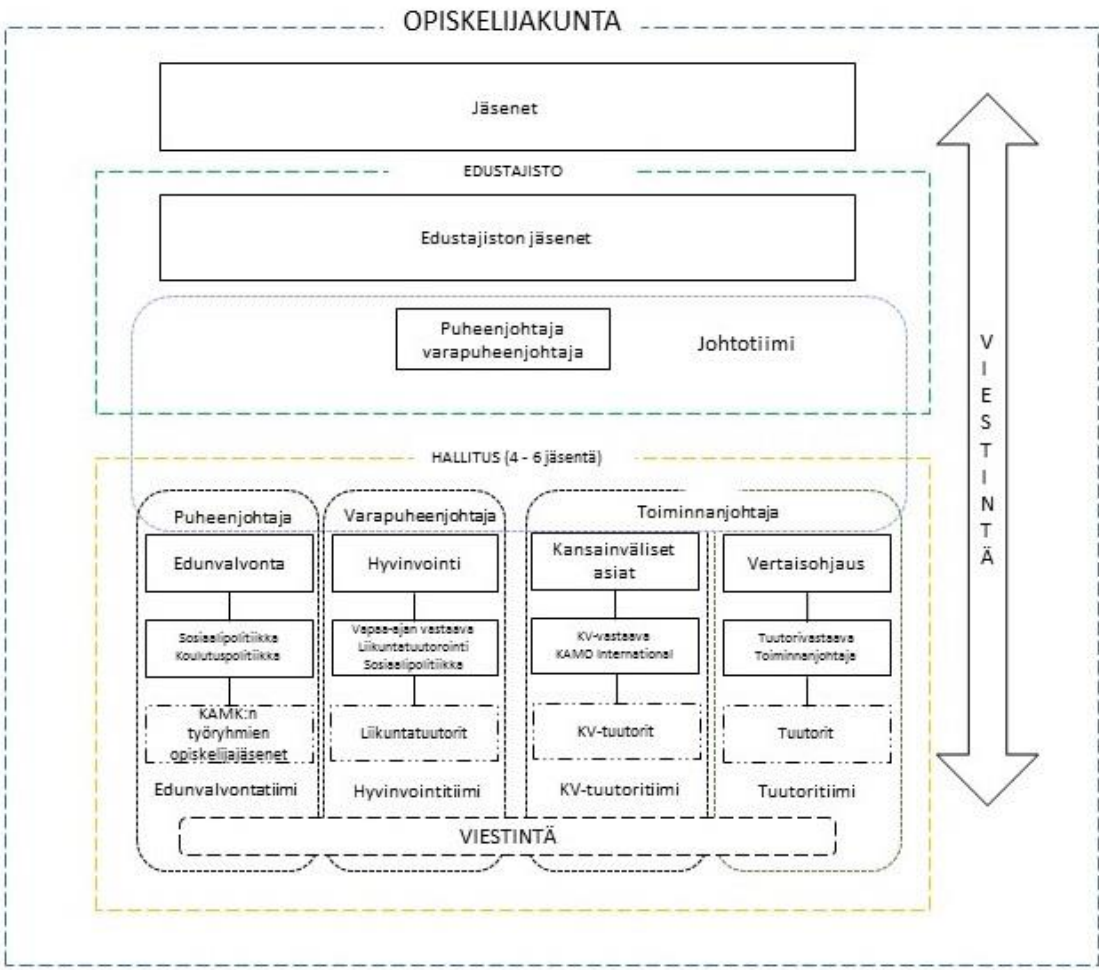 OPISKELIJAKUNTA
Jäsenet
EDUSTAJISTO
Edustajiston jäsenet
Puheenjohtaja
varapuheenjohtaja
Johtotiimi
VIESTINTÄ
HALLITUS (4 - 6 jäsentä)
Puheenjohtaja
Varapuheenjohtaja
Toiminnanjohtaja
Edunvalvonta
Hyvinvointi
Kansainväliset
asiat
Vertaisohjaus
Sosiaalipolitiikka
Koulutuspolitiikka
Vapaa-ajan vastaava
Liikuntatuutorointi
Sosiaalipolitiikka
KV-vastaava
KAMO International
Tuutorivastaava
Toiminnanjohtaja
KAMK:n
työryhmien
opiskelijajäsenet
Liikuntatuutorit
KV-tuutorit
Tuutorit
Edunvalvontatiimi
Hyvinvointitiimi
KV-tuutoritiimi
Tuutoritiimi
VIESTINTÄ